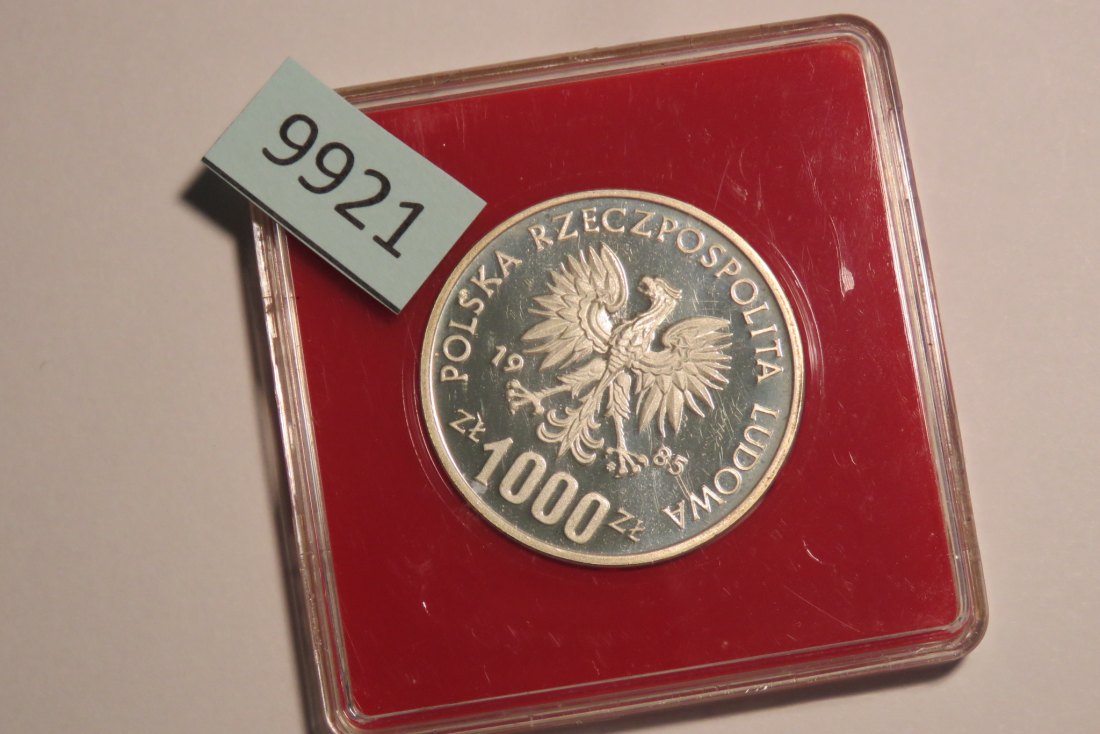 9921
POLSKA RZECZPOSPOLITA LUDOWA
19 85
ZŁ 1000 ZŁ